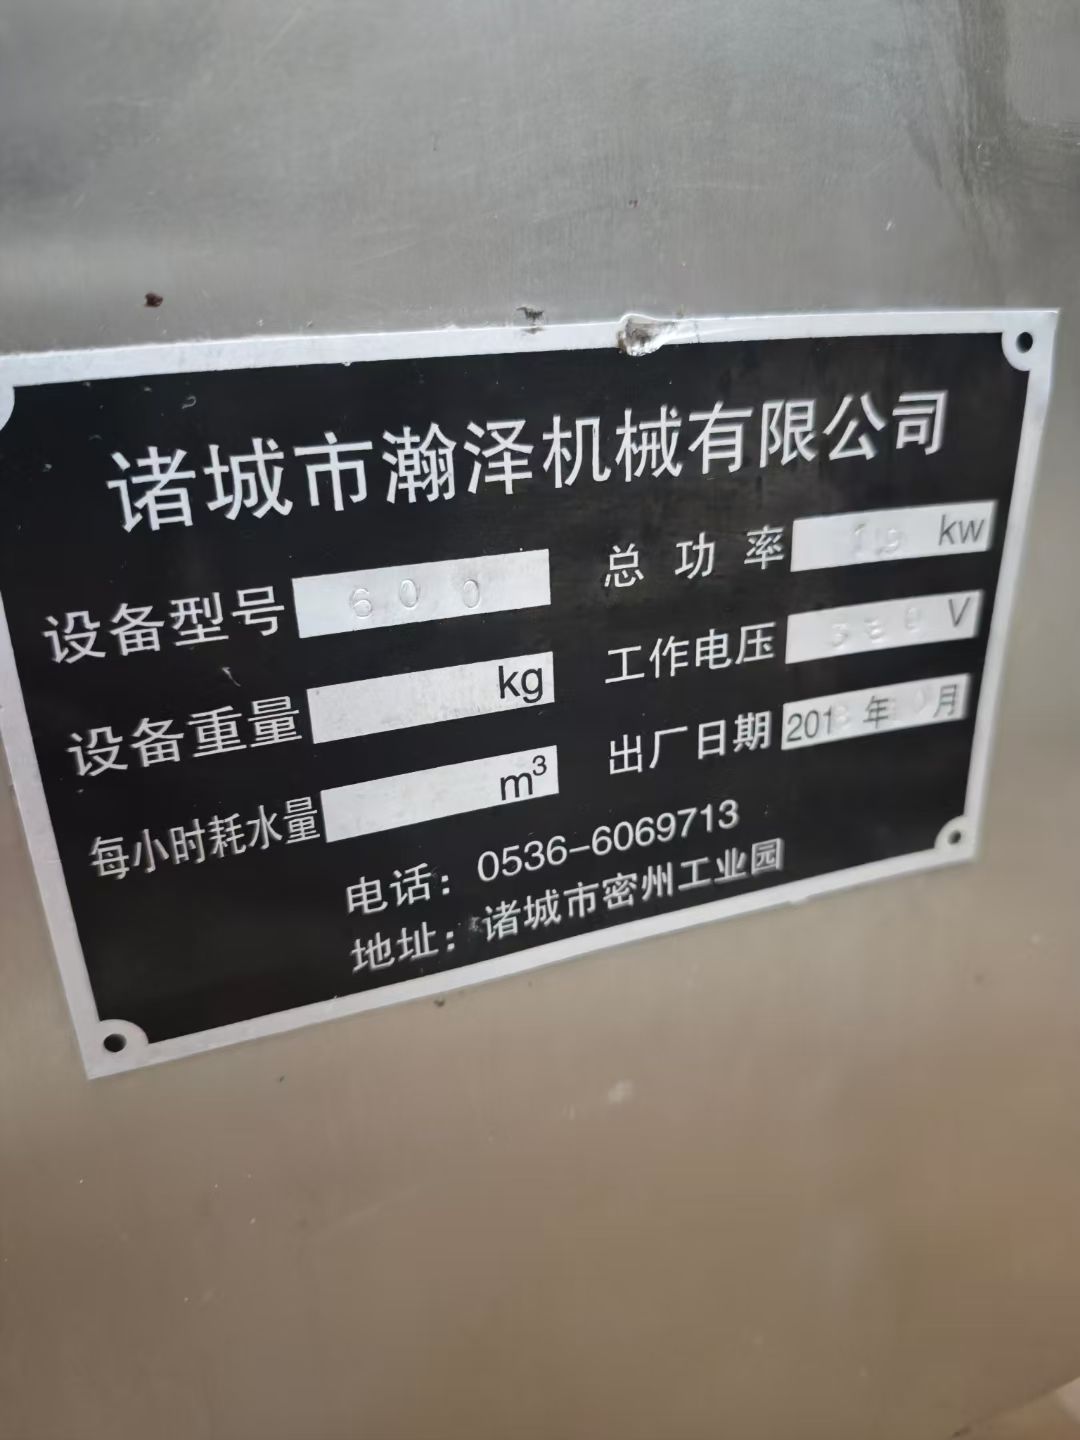 诸城市瀚泽机械有限公司
设备型号 600
总功率 kw
设备重量 kg
工作电压 380 V
每小时耗水量 m³
出厂日期 201 年 月
电话：0536-6069713
地址：诸城市密州工业园